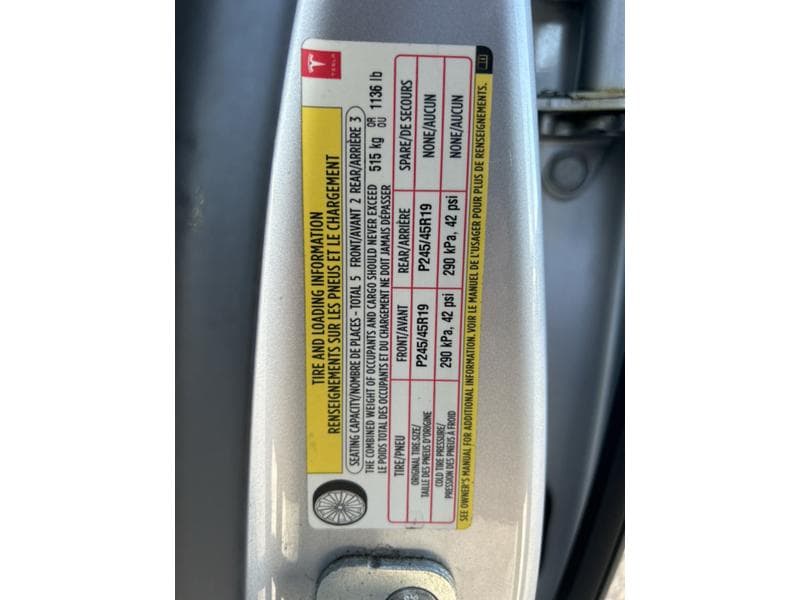 TESLA
TIRE AND LOADING INFORMATION
RENSEIGNEMENTS SUR LES PNEUS ET LE CHARGEMENT
SEATING CAPACITY/NOMBRE DE PLACES - TOTAL 5 FRONT/AVANT 2 REAR/ARRIÈRE 3
THE COMBINED WEIGHT OF OCCUPANTS AND CARGO SHOULD NEVER EXCEED 515 kg OR 1136 lb
LE POIDS TOTAL DES OCCUPANTS ET DU CHARGEMENT NE DOIT JAMAIS DÉPASSER OU
TIRE/PNEU FRONT/AVANT REAR/ARRIÈRE SPARE/DE SECOURS
ORIGINAL TIRE SIZE/
TAILLE DES PNEUS D'ORIGINE P245/45R19 P245/45R19 NONE/AUCUN
COLD TIRE PRESSURE/
PRESSION DES PNEUS À FROID 290 kPa, 42 psi 290 kPa, 42 psi NONE/AUCUN
SEE OWNER'S MANUAL FOR ADDITIONAL INFORMATION. VOIR LE MANUEL DE L'USAGER POUR PLUS DE RENSEIGNEMENTS.